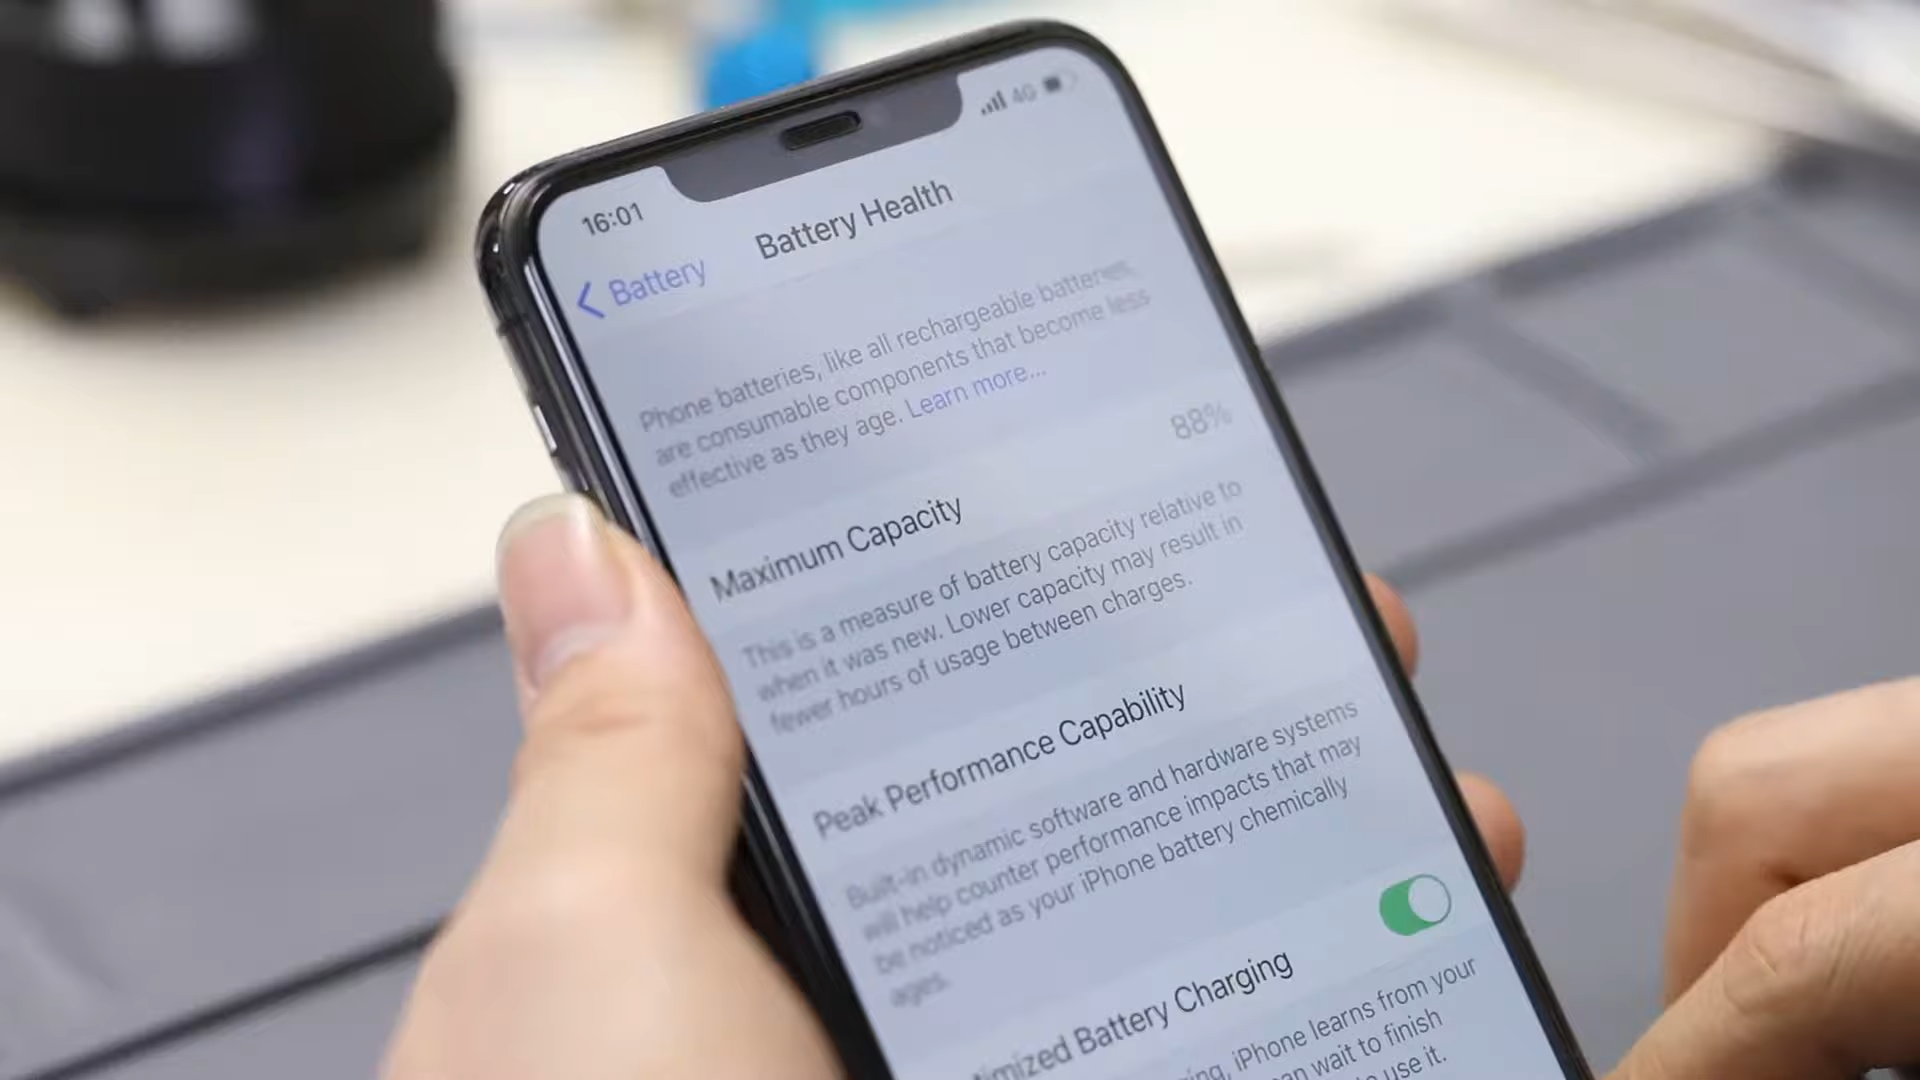 16:01
4G
Battery
Battery Health
Phone batteries, like all rechargeable batteries,
are consumable components that become less
effective as they age. Learn more...
88%
Maximum Capacity
This is a measure of battery capacity relative to
when it was new. Lower capacity may result in
fewer hours of usage between charges.
Peak Performance Capability
Built-in dynamic software and hardware systems
will help counter performance impacts that may
be noticed as your iPhone battery chemically
ages.
timized Battery Charging
ng, iPhone learns from your
an wait to finish
use it.